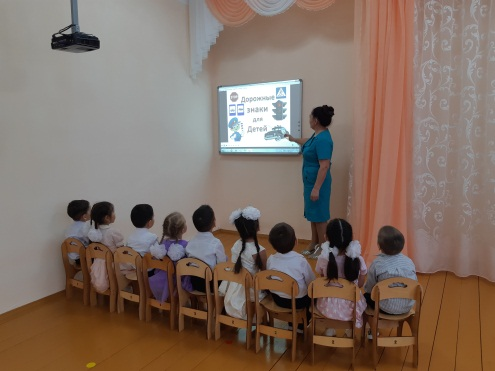 Дорожные
знаки
для
Детей